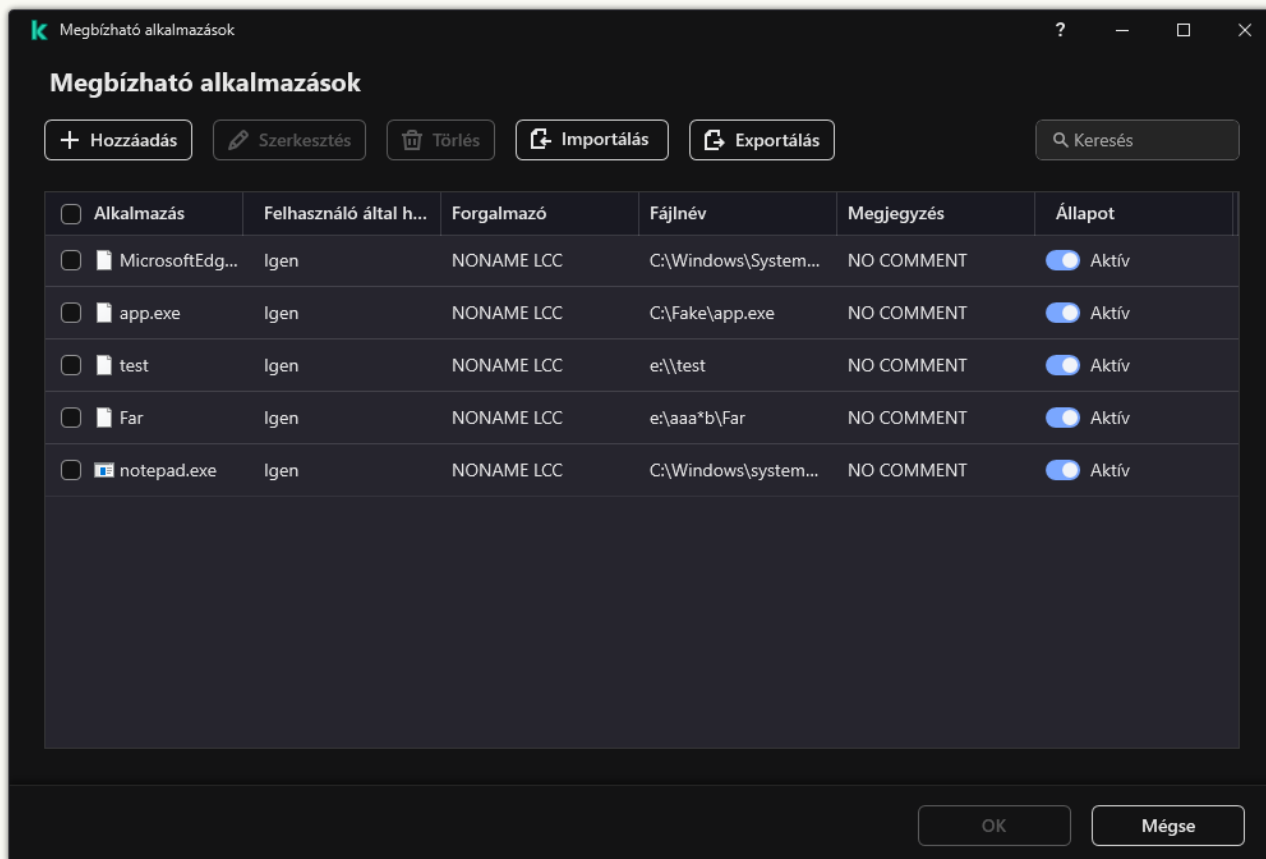 Megbízható alkalmazások
Megbízható alkalmazások
Hozzáadás Szerkesztés Törlés Importálás Exportálás Keresés
Alkalmazás Felhasználó által h... Forgalmazó Fájlnév Megjegyzés Állapot
MicrosoftEdg... Igen NONAME LCC C:\Windows\System... NO COMMENT Aktív
app.exe Igen NONAME LCC C:\Fake\app.exe NO COMMENT Aktív
test Igen NONAME LCC e:\\test NO COMMENT Aktív
Far Igen NONAME LCC e:\aaa*b\Far NO COMMENT Aktív
notepad.exe Igen NONAME LCC C:\Windows\system... NO COMMENT Aktív
OK Mégse